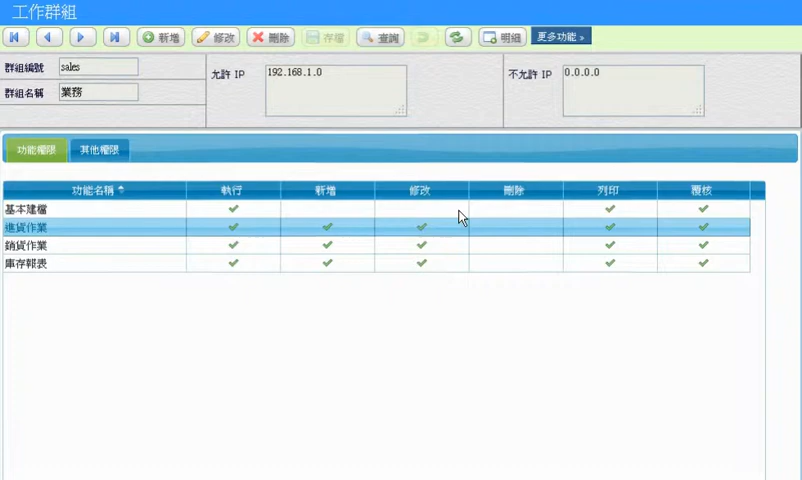 工作群組
新增 修改 刪除 存檔 查詢 明細 更多功能 »
群組編號 sales 允許 IP 192.168.1.0 不允許 IP 0.0.0.0
群組名稱 業務
功能權限 其他權限
功能名稱 執行 新增 修改 刪除 列印 覆核
基本建檔
進貨作業
銷貨作業
庫存報表